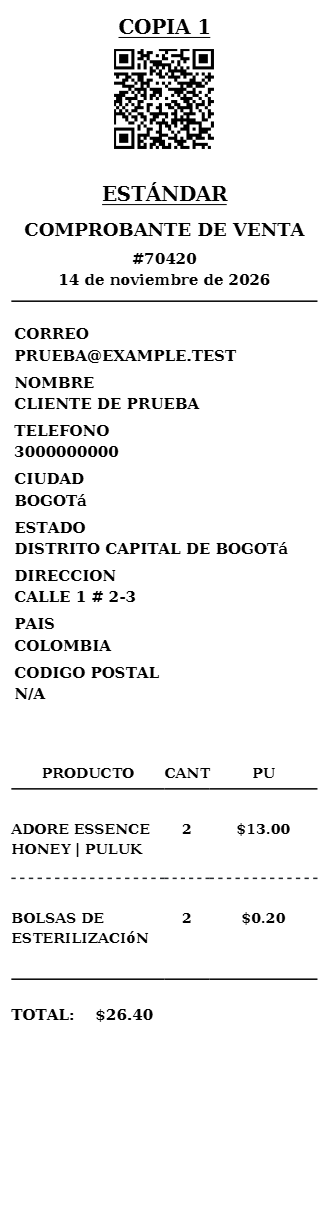 COPIA 1
ESTÁNDAR
COMPROBANTE DE VENTA
#70420
14 de noviembre de 2026
CORREO
PRUEBA@EXAMPLE.TEST
NOMBRE
CLIENTE DE PRUEBA
TELEFONO
3000000000
CIUDAD
BOGOTá
ESTADO
DISTRITO CAPITAL DE BOGOTá
DIRECCION
CALLE 1 # 2-3
PAIS
COLOMBIA
CODIGO POSTAL
N/A
PRODUCTO CANT PU
ADORE ESSENCE 2 $13.00
HONEY | PULUK
BOLSAS DE 2 $0.20
ESTERILIZACIóN
TOTAL: $26.40